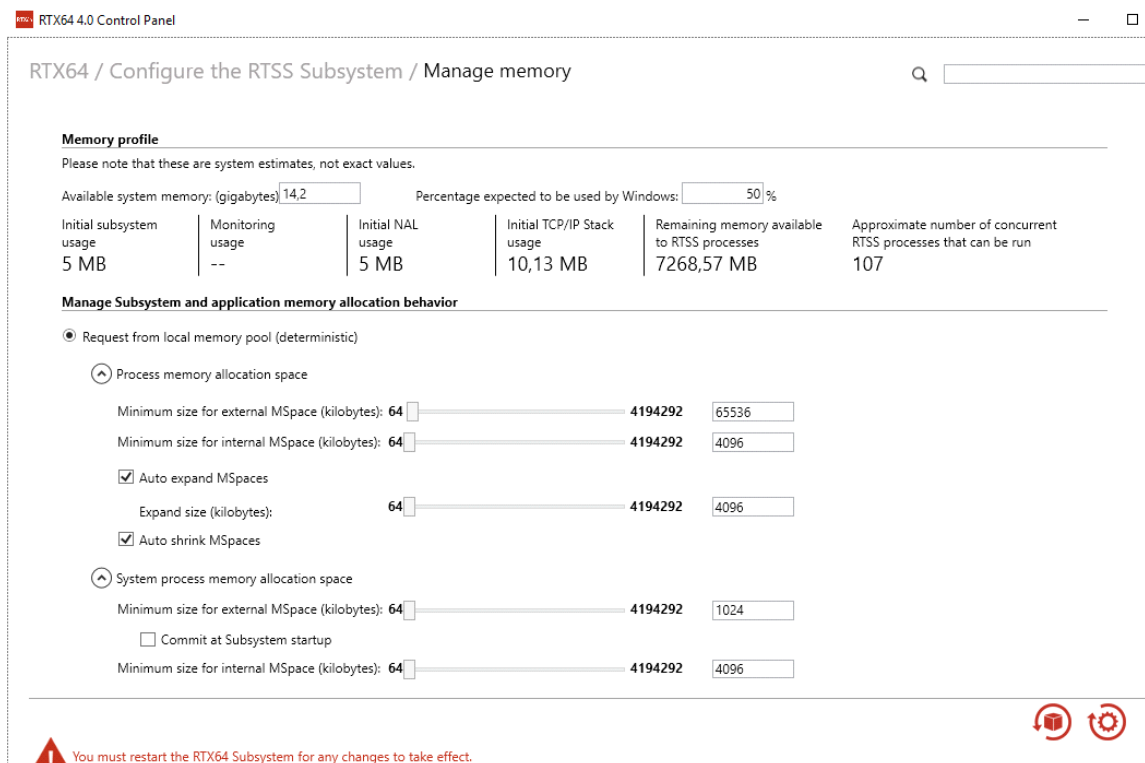 RTX64 4.0 Control Panel
RTX64 / Configure the RTSS Subsystem / Manage memory
Memory profile
Please note that these are system estimates, not exact values.
Available system memory: (gigabytes) 14,2 Percentage expected to be used by Windows: 50 %
Initial subsystem usage
5 MB
Monitoring usage
--
Initial NAL usage
5 MB
Initial TCP/IP Stack usage
10,13 MB
Remaining memory available to RTSS processes
7268,57 MB
Approximate number of concurrent RTSS processes that can be run
107
Manage Subsystem and application memory allocation behavior
Request from local memory pool (deterministic)
Process memory allocation space
Minimum size for external MSpace (kilobytes): 64 4194292 65536
Minimum size for internal MSpace (kilobytes): 64 4194292 4096
Auto expand MSpaces
Expand size (kilobytes): 64 4194292 4096
Auto shrink MSpaces
System process memory allocation space
Minimum size for external MSpace (kilobytes): 64 4194292 1024
Commit at Subsystem startup
Minimum size for internal MSpace (kilobytes): 64 4194292 4096
You must restart the RTX64 Subsystem for any changes to take effect.